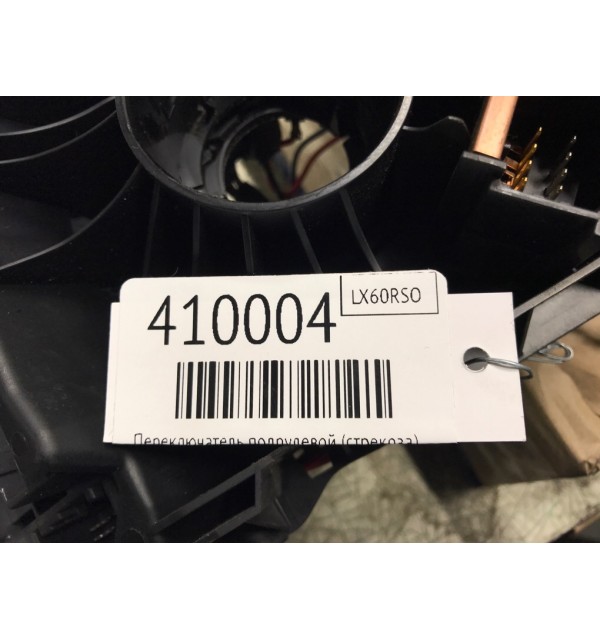 LX60RSO
410004
Переключатель подрулевой (стрекоза)